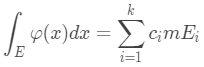 ∫_E φ(x)dx = ∑_{i=1}^{k} c_i mE_i